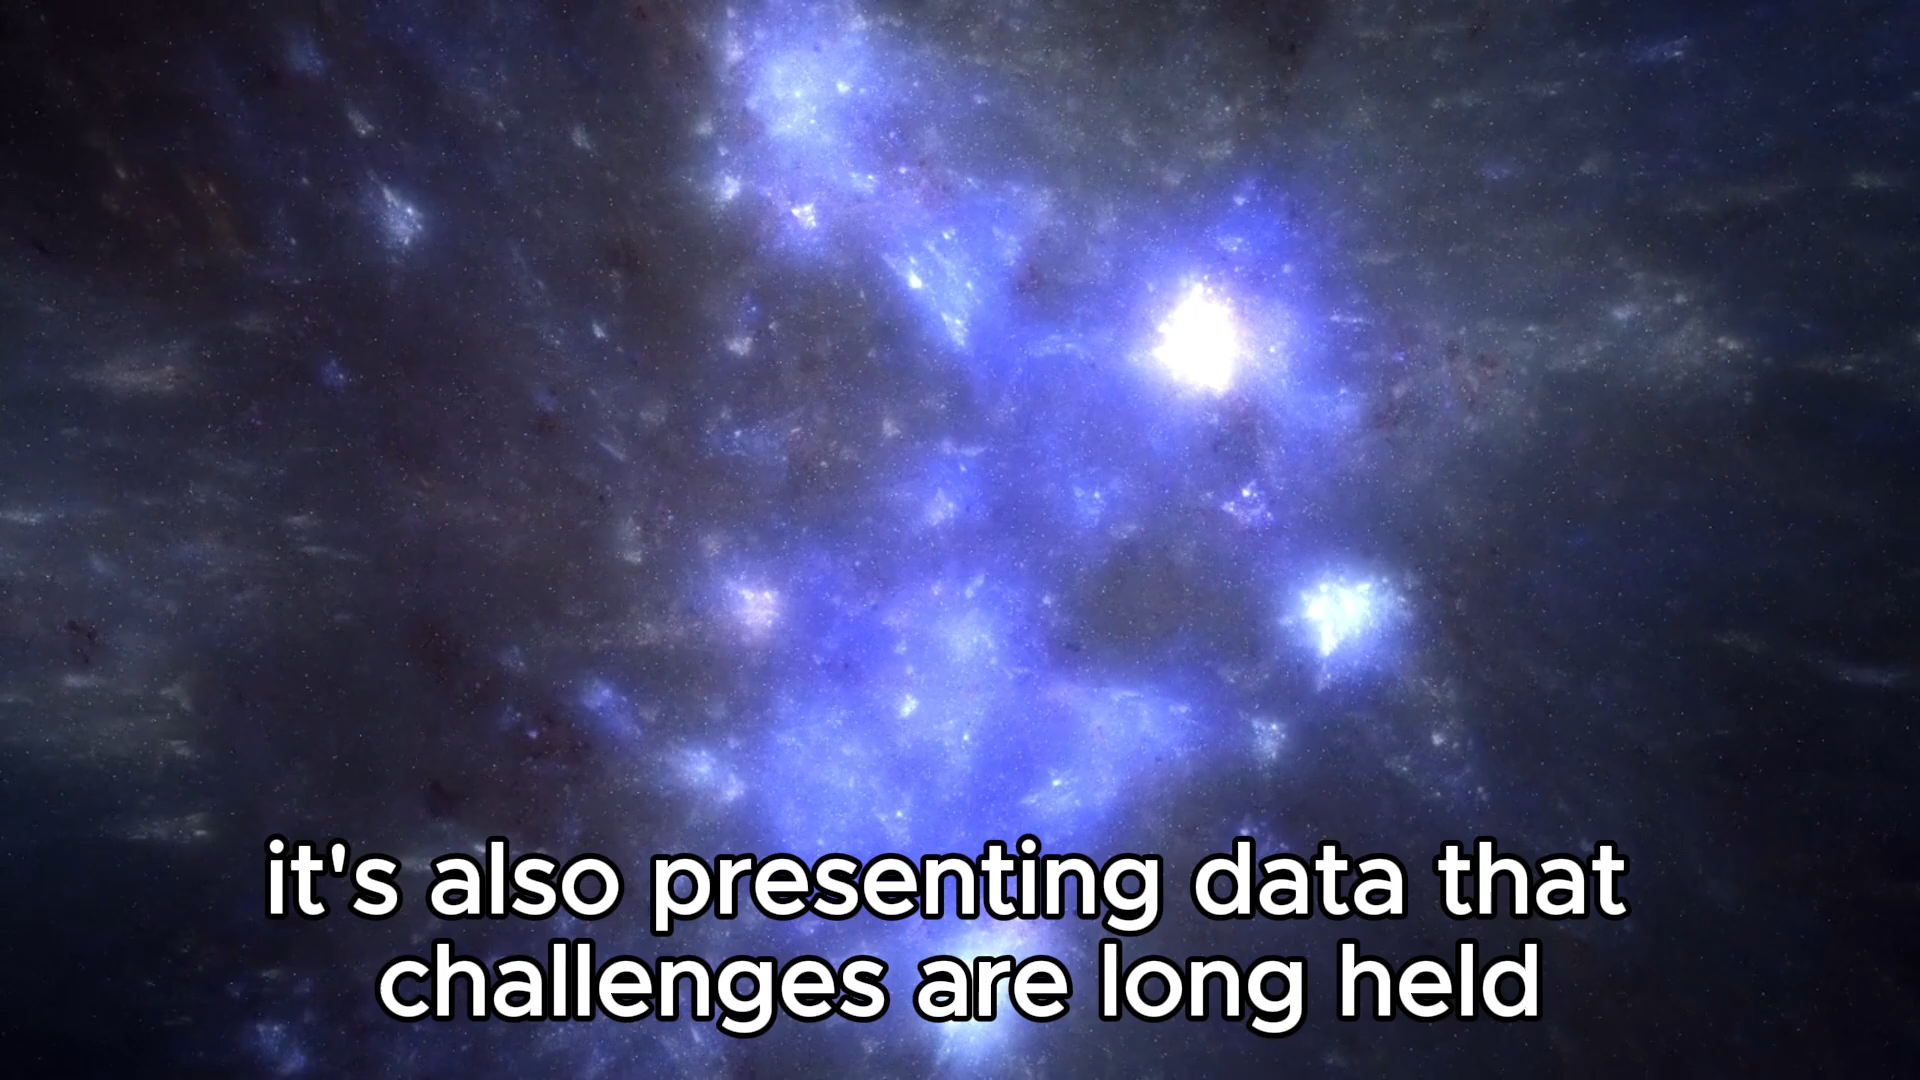 it's also presenting data that
challenges are long held